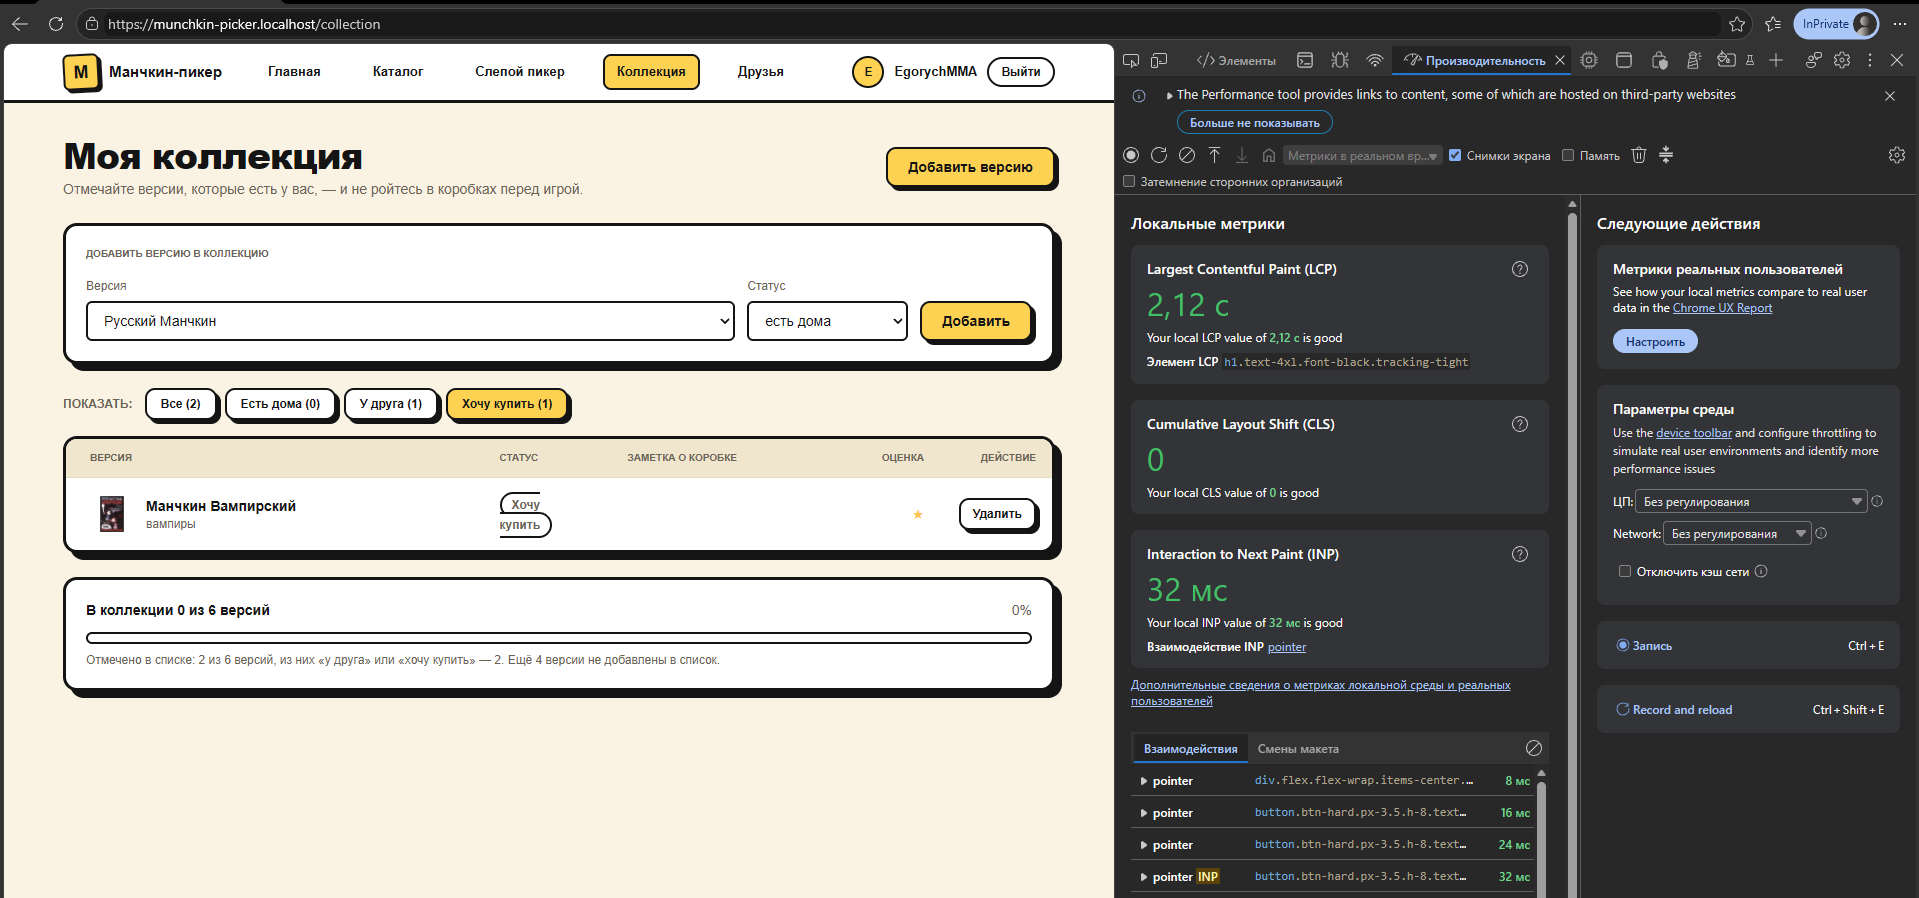 https://munchkin-picker.localhost/collection
InPrivate
M
Манчкин-пикер
Главная
Каталог
Слепой пикер
Коллекция
Друзья
E
EgorychMMA
Выйти
Моя коллекция
Отмечайте версии, которые есть у вас, — и не ройтесь в коробках перед игрой.
Добавить версию
ДОБАВИТЬ ВЕРСИЮ В КОЛЛЕКЦИЮ
Версия
Статус
Русский Манчкин
есть дома
Добавить
ПОКАЗАТЬ:
Все (2)
Есть дома (0)
У друга (1)
Хочу купить (1)
ВЕРСИЯ
СТАТУС
ЗАМЕТКА О КОРОБКЕ
ОЦЕНКА
ДЕЙСТВИЕ
Манчкин Вампирский
вампиры
Хочу
купить
★
Удалить
В коллекции 0 из 6 версий
0%
Отмечено в списке: 2 из 6 версий, из них «у друга» или «хочу купить» — 2. Ещё 4 версии не добавлены в список.
Элементы
Производительность
The Performance tool provides links to content, some of which are hosted on third-party websites
Больше не показывать
Метрики в реальном вр...
Снимки экрана
Память
Затемнение сторонних организаций
Локальные метрики
Largest Contentful Paint (LCP)
2,12 с
Your local LCP value of 2,12 с is good
Элемент LCP h1.text-4xl.font-black.tracking-tight
Cumulative Layout Shift (CLS)
0
Your local CLS value of 0 is good
Interaction to Next Paint (INP)
32 мс
Your local INP value of 32 мс is good
Взаимодействие INP pointer
Дополнительные сведения о метриках локальной среды и реальных
пользователей
Взаимодействия
Смены макета
pointer div.flex.flex-wrap.items-center.… 8 мс
pointer button.btn-hard.px-3.5.h-8.text… 16 мс
pointer button.btn-hard.px-3.5.h-8.text… 24 мс
pointer INP button.btn-hard.px-3.5.h-8.text… 32 мс
Следующие действия
Метрики реальных пользователей
See how your local metrics compare to real user
data in the Chrome UX Report
Настроить
Параметры среды
Use the device toolbar and configure throttling to
simulate real user environments and identify more
performance issues
ЦП: Без регулирования
Network: Без регулирования
Отключить кэш сети
Запись
Ctrl + E
Record and reload
Ctrl + Shift + E